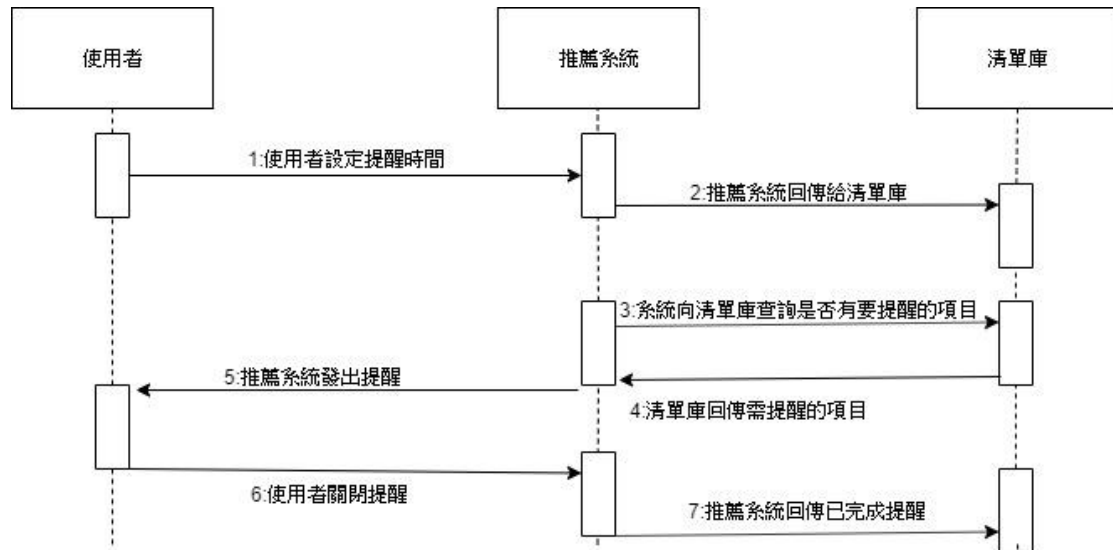 使用者
推薦系統
清單庫
1:使用者設定提醒時間
2:推薦系統回傳給清單庫
3:系統向清單庫查詢是否有要提醒的項目
5:推薦系統發出提醒
4:清單庫回傳需提醒的項目
6:使用者關閉提醒
7:推薦系統回傳已完成提醒